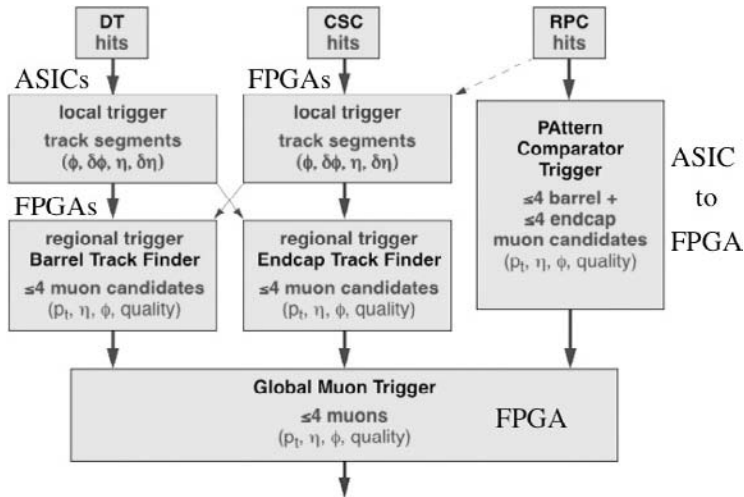 DT
hits
CSC
hits
RPC
hits
ASICs
FPGAs
local trigger
track segments
(ϕ, δϕ, η, δη)
local trigger
track segments
(ϕ, δϕ, η, δη)
PAttern
Comparator
Trigger
≤4 barrel +
≤4 endcap
muon candidates
(pt, η, ϕ, quality)
ASIC
to
FPGA
FPGAs
regional trigger
Barrel Track Finder
≤4 muon candidates
(pt, η, ϕ, quality)
regional trigger
Endcap Track Finder
≤4 muon candidates
(pt, η, ϕ, quality)
Global Muon Trigger
≤4 muons
(pt, η, ϕ, quality)
FPGA